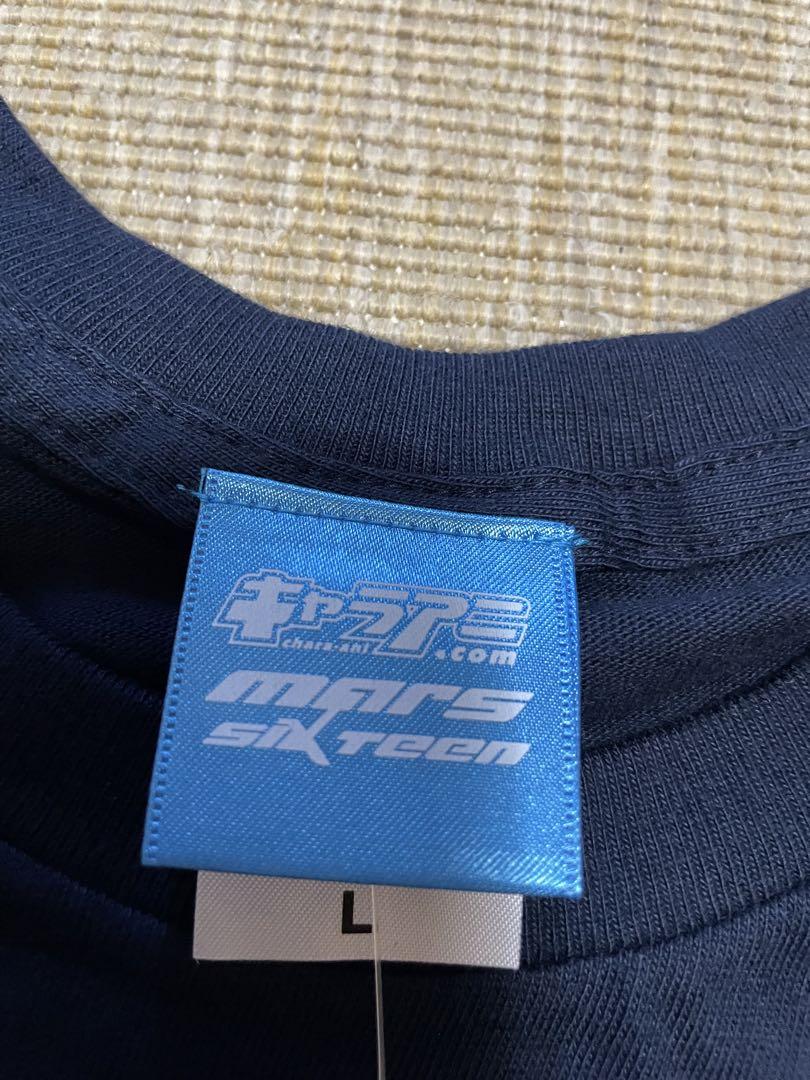 キャラアニ
chara-ani
.com
mars
sixTeen
L